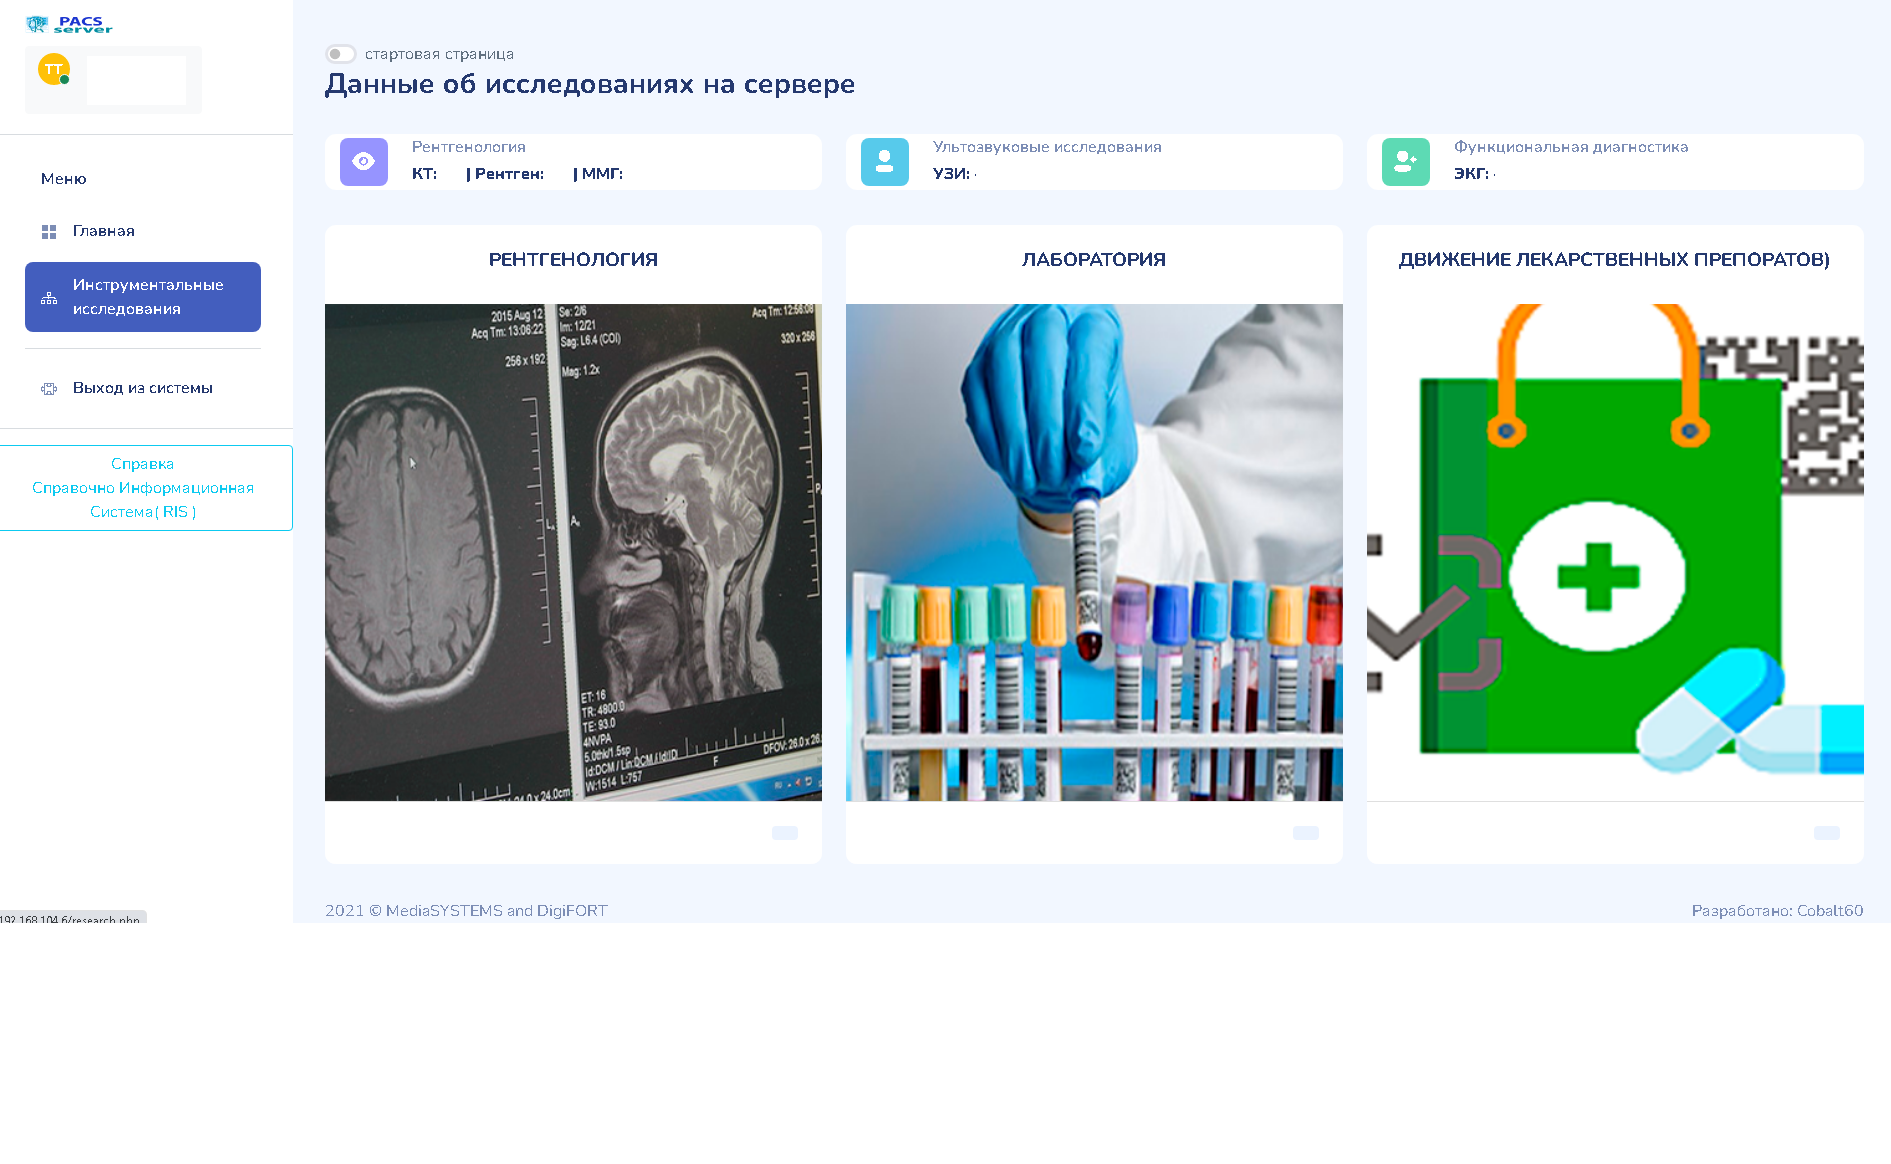 PACS
server
TT
стартовая страница
Данные об исследованиях на сервере
Рентгенология
КТ: | Рентген: | ММГ:
Ультозвуковые исследования
УЗИ:
Функциональная диагностика
ЭКГ:
Меню
Главная
Инструментальные
исследования
Выход из системы
Справка
Справочно Информационная
Система( RIS )
РЕНТГЕНОЛОГИЯ
2015 Aug 12
Acq Tm: 13:06:22
256 x 192
Se: 2/6
Im: 12/21
Sag: L6.4 (COI)
Mag: 1.2x
Acq Tm: 12:56:08
320 x 256
ET: 16
TR: 4800.0
TE: 93.0
4NVPA
5.0thk/1.5sp
Id:DCM / Lin:DCM / Id:ID
W:1514 L:757
F
DFOV: 26.0 x 26.
ЛАБОРАТОРИЯ
ДВИЖЕНИЕ ЛЕКАРСТВЕННЫХ ПРЕПОРАТОВ)
2021 © MediaSYSTEMS and DigiFORT
Разработано: Cobalt60
192.168.104.6/research.php